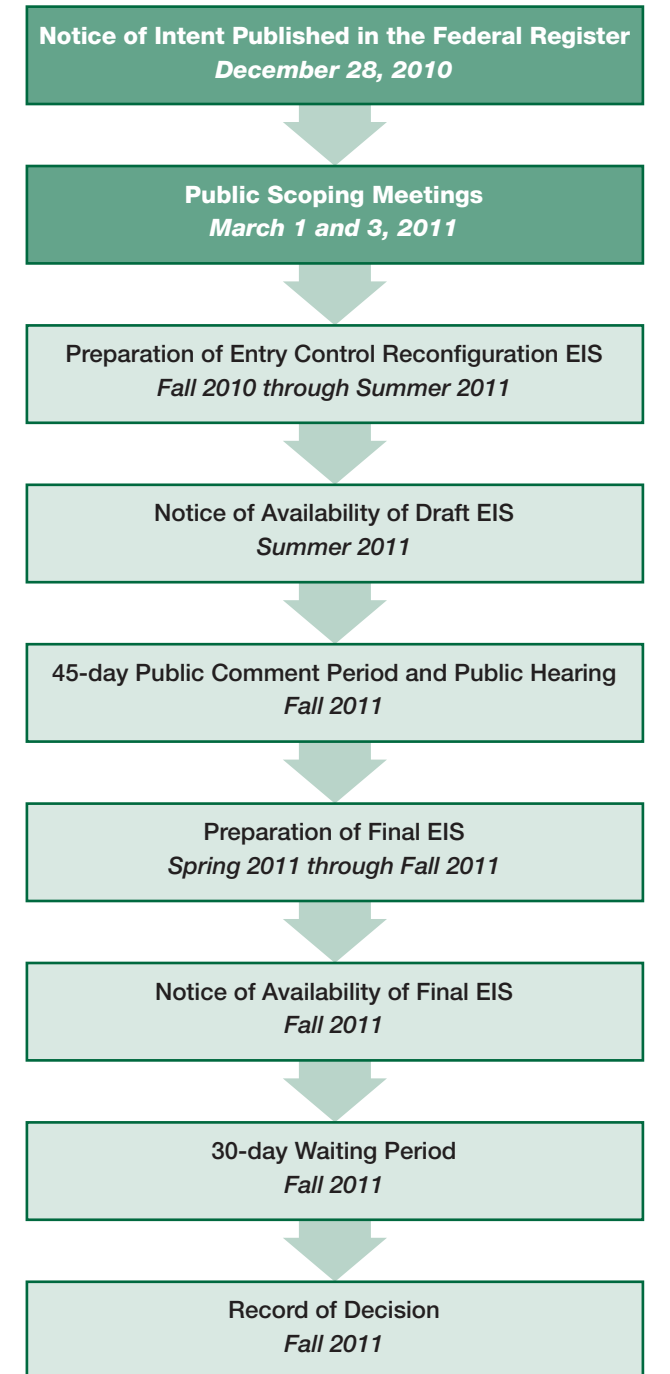 Notice of Intent Published in the Federal Register
December 28, 2010
Public Scoping Meetings
March 1 and 3, 2011
Preparation of Entry Control Reconfiguration EIS
Fall 2010 through Summer 2011
Notice of Availability of Draft EIS
Summer 2011
45-day Public Comment Period and Public Hearing
Fall 2011
Preparation of Final EIS
Spring 2011 through Fall 2011
Notice of Availability of Final EIS
Fall 2011
30-day Waiting Period
Fall 2011
Record of Decision
Fall 2011